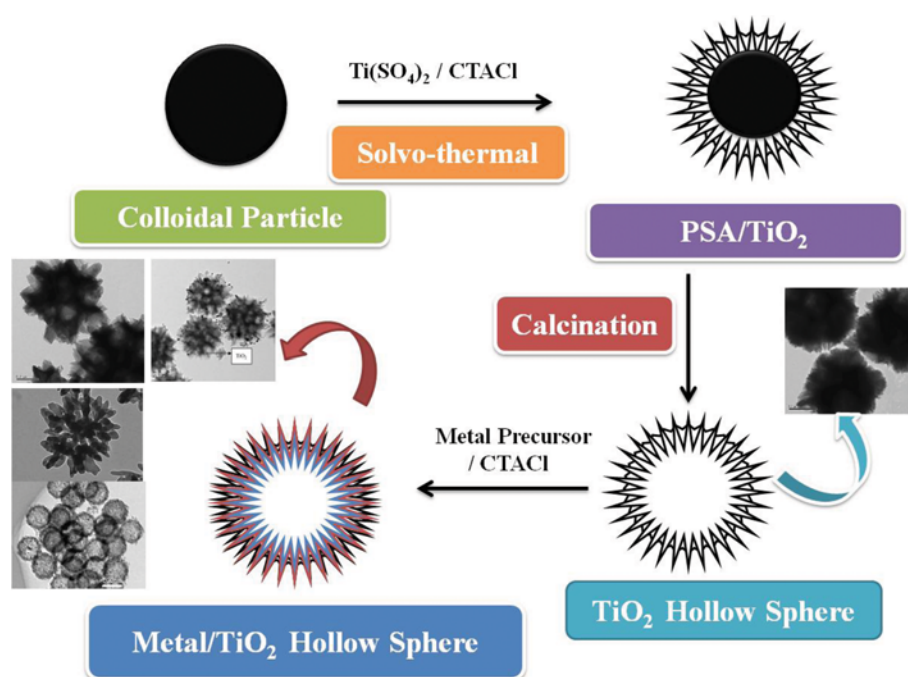 Ti(SO₄)₂ / CTACl
Solvo-thermal
Colloidal Particle
PSA/TiO₂
Calcination
Metal Precursor
/ CTACl
TiO₂ Hollow Sphere
Metal/TiO₂ Hollow Sphere